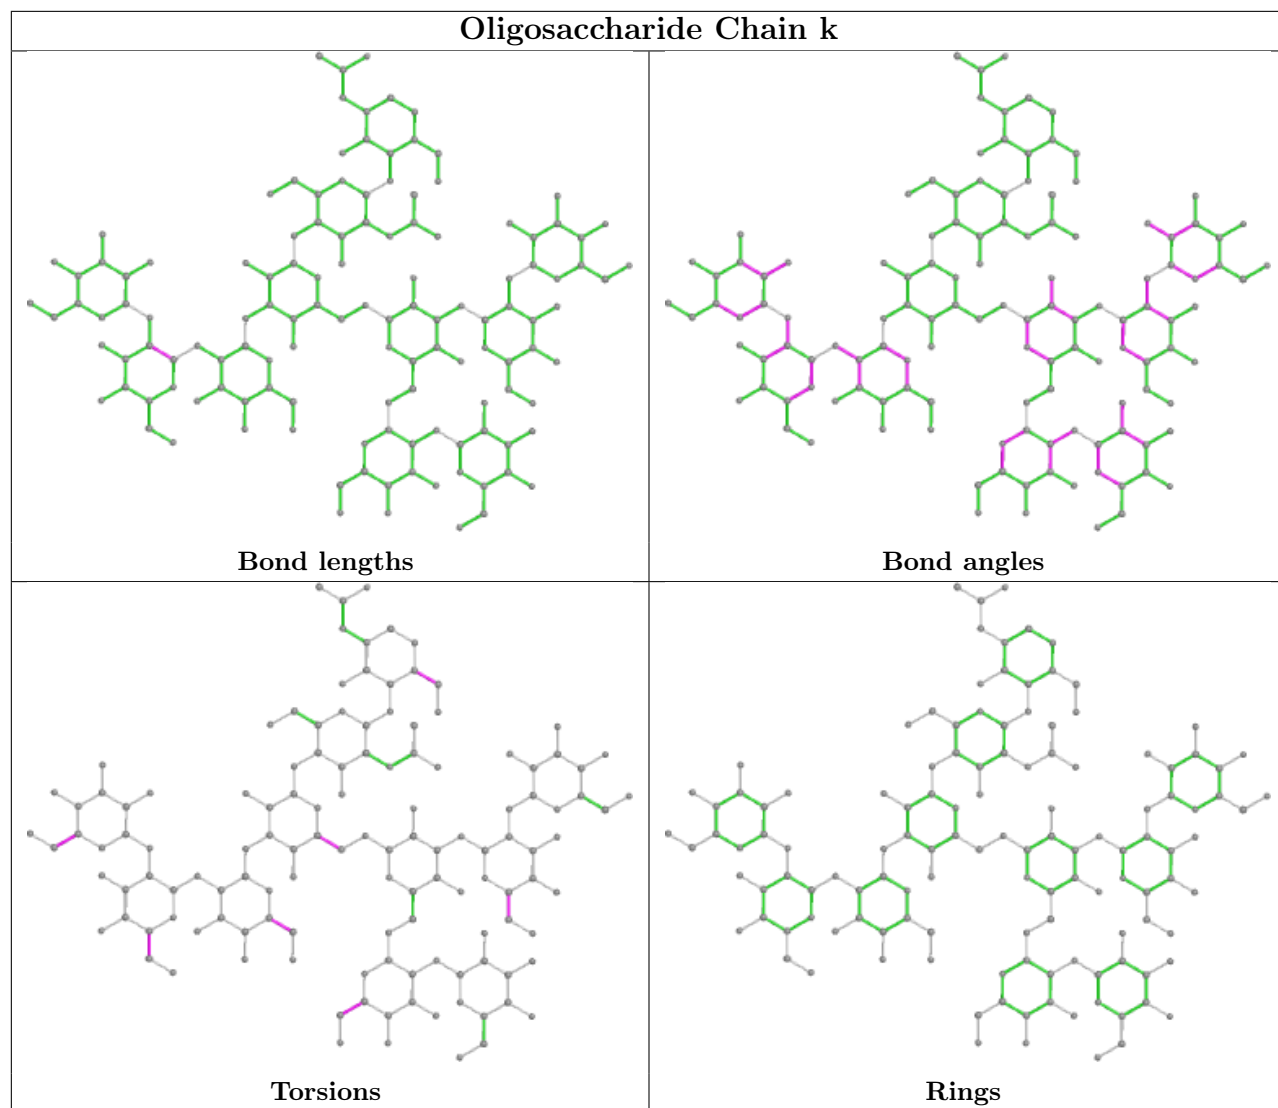 Oligosaccharide Chain k
Bond lengths
Bond angles
Torsions
Rings